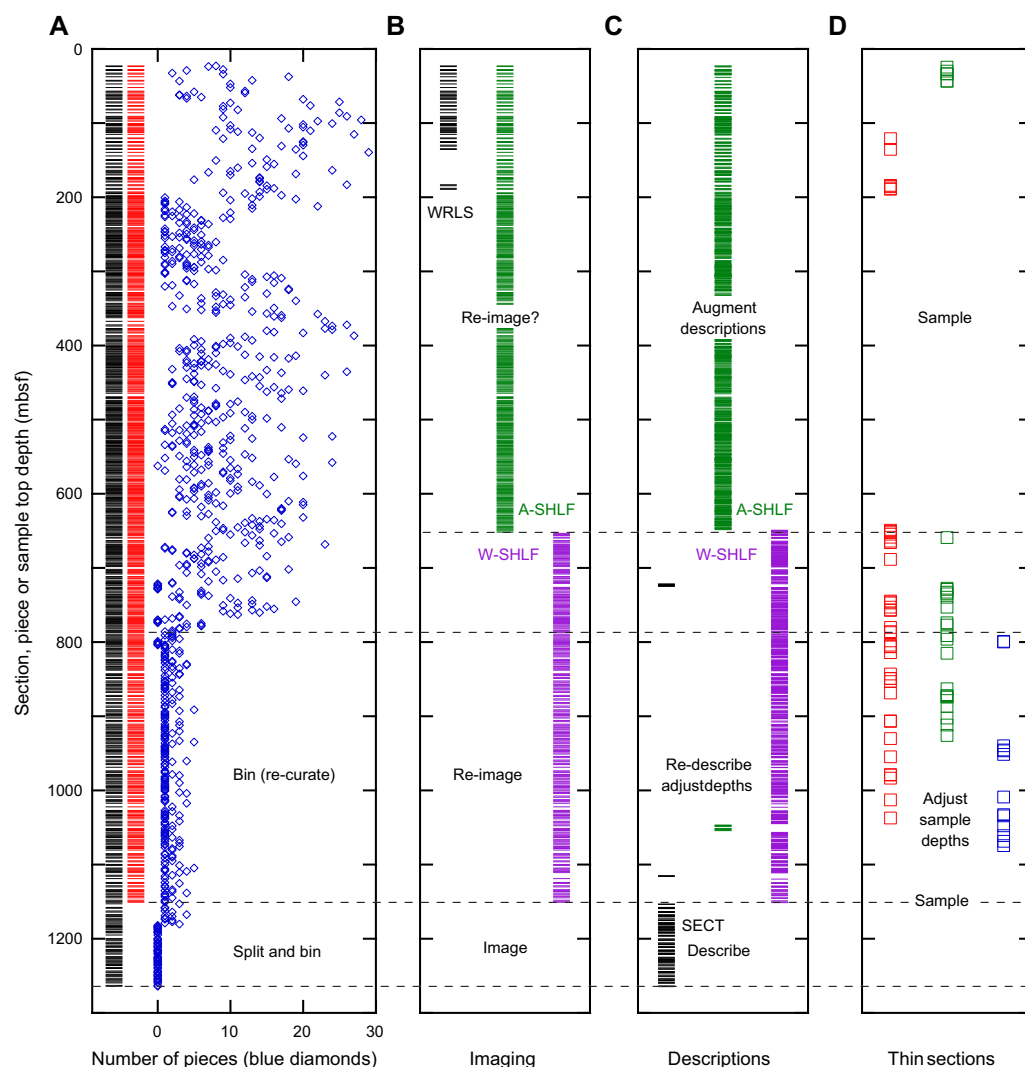 A
B
C
D
0
200
400
600
800
1000
1200
Section, piece or sample top depth (mbsf)
0
10
20
30
Number of pieces (blue diamonds)
Imaging
Descriptions
Thin sections
Bin (re-curate)
Split and bin
WRLS
Re-image?
A-SHLF
W-SHLF
Re-image
Image
Augment
descriptions
A-SHLF
W-SHLF
Re-describe
adjustdepths
SECT
Describe
Sample
Adjust
sample
depths
Sample